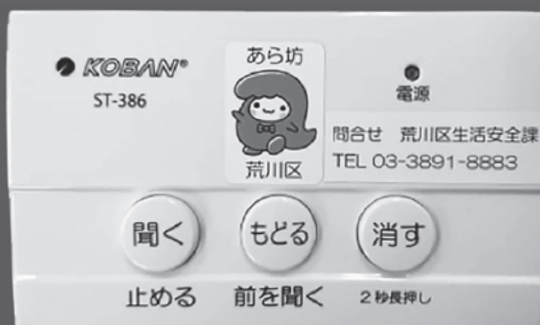 KOBAN®
ST-386
あら坊
荒川区
電源
問合せ 荒川区生活安全課
TEL 03-3891-8883
聞く もどる 消す
止める 前を聞く 2秒長押し